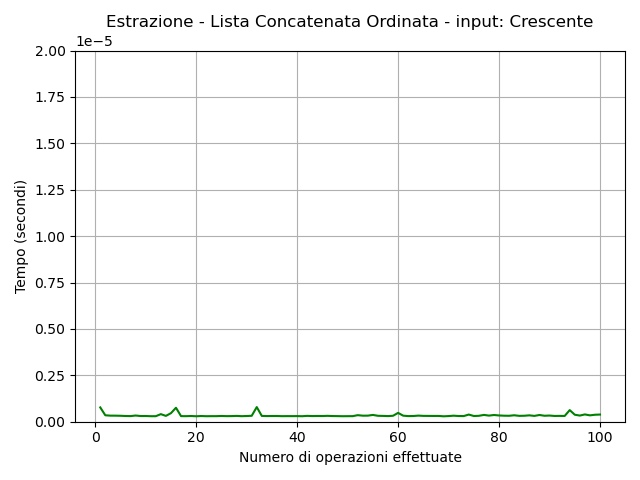 Estrazione - Lista Concatenata Ordinata - input: Crescente
1e−5
2.00
1.75
1.50
1.25
1.00
0.75
0.50
0.25
0.00
Tempo (secondi)
0 20 40 60 80 100
Numero di operazioni effettuate